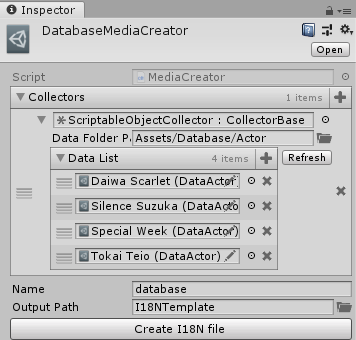 Inspector
DatabaseMediaCreator
Open
Script MediaCreator
Collectors 1 items
ScriptableObjectCollector : CollectorBase
Data Folder P Assets/Database/Actor
Data List 4 items Refresh
Daiwa Scarlet (DataActor
Silence Suzuka (DataActo
Special Week (DataActor)
Tokai Teio (DataActor)
Name database
Output Path I18NTemplate
Create I18N file